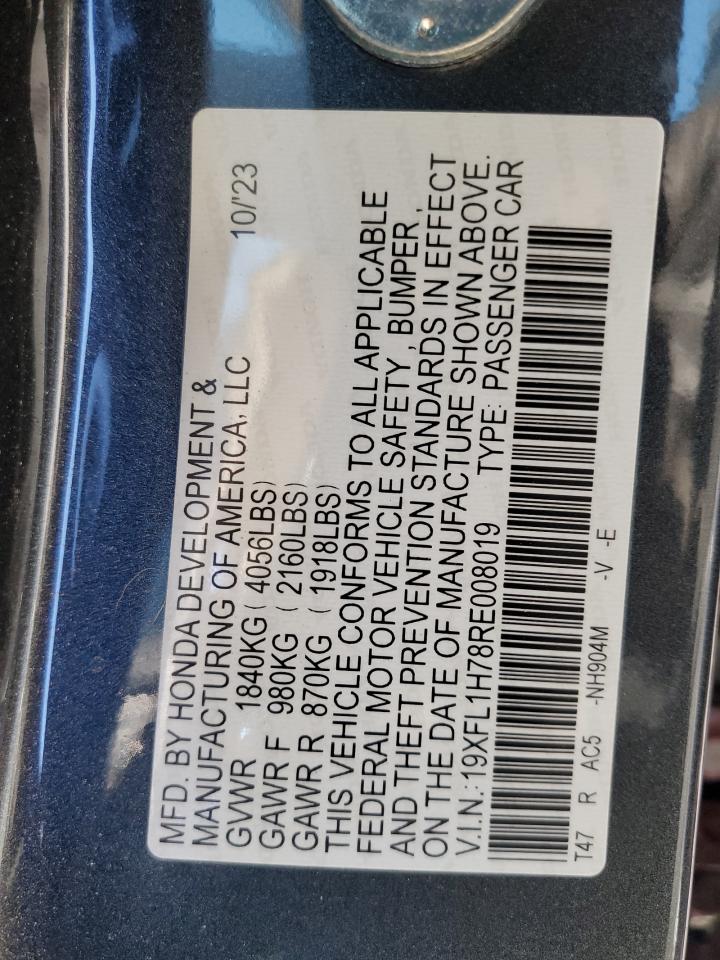 MFD. BY HONDA DEVELOPMENT &
MANUFACTURING OF AMERICA, LLC 10/'23
GVWR 1840KG ( 4056LBS)
GAWR F 980KG ( 2160LBS)
GAWR R 870KG ( 1918LBS)
THIS VEHICLE CONFORMS TO ALL APPLICABLE
FEDERAL MOTOR VEHICLE SAFETY , BUMPER ,
AND THEFT PREVENTION STANDARDS IN EFFECT
ON THE DATE OF MANUFACTURE SHOWN ABOVE.
V.I.N.:19XFL1H78RE008019 TYPE: PASSENGER CAR
T47 R AC5 -NH904M -V -E